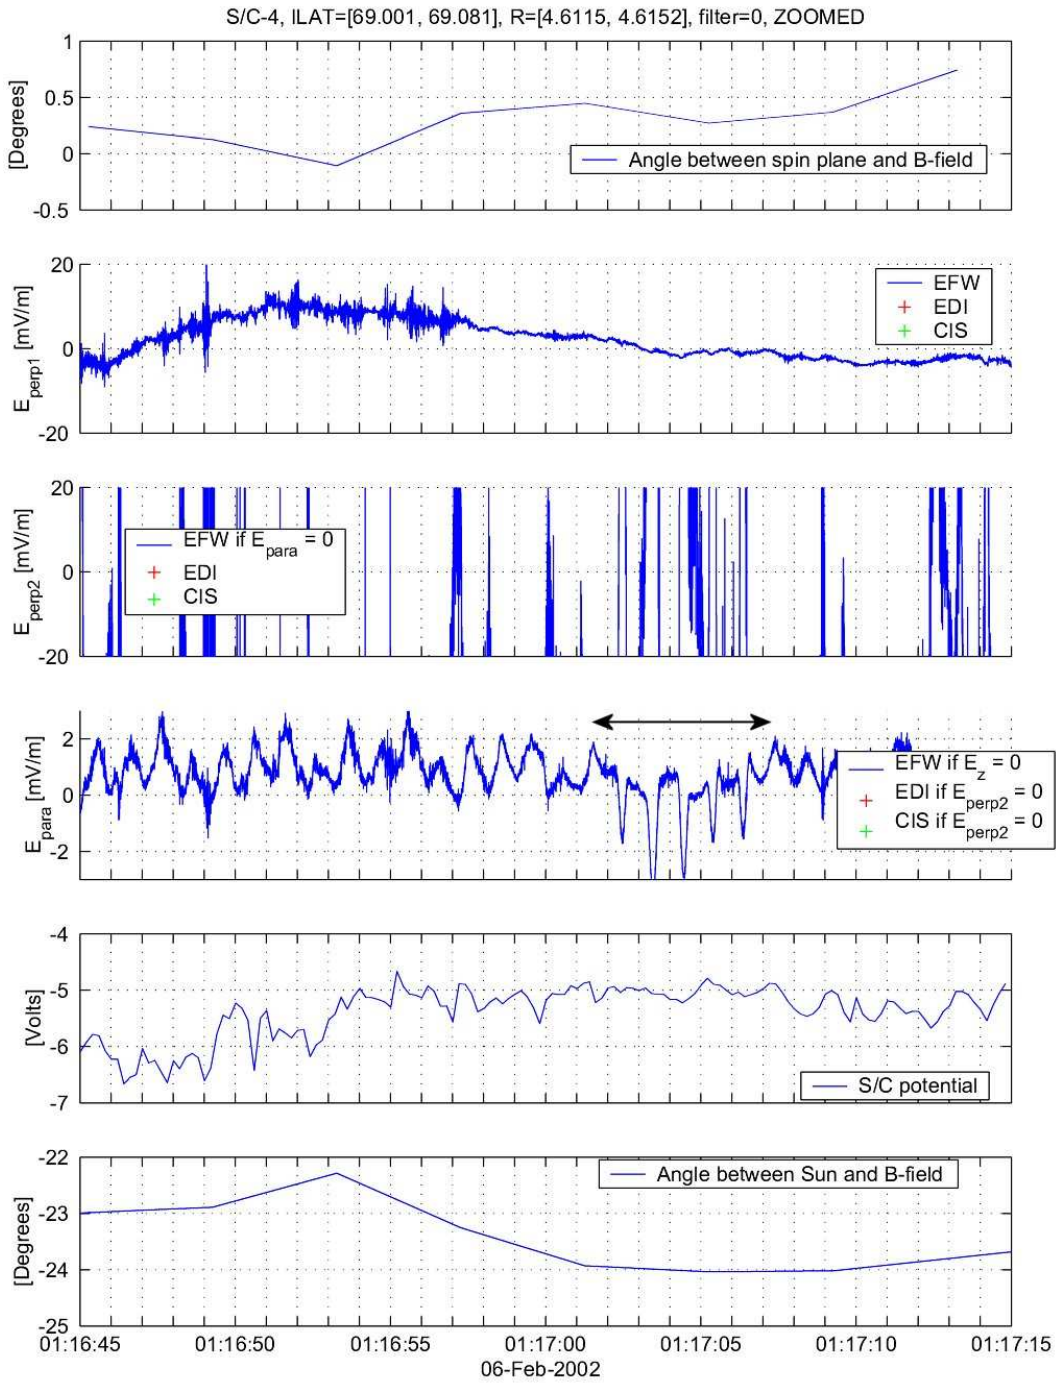 S/C-4, ILAT=[69.001, 69.081], R=[4.6115, 4.6152], filter=0, ZOOMED
1
0.5
0
-0.5
[Degrees]
Angle between spin plane and B-field
20
0
-20
E_perp1 [mV/m]
EFW
EDI
CIS
20
0
-20
E_perp2 [mV/m]
EFW if E_para = 0
EDI
CIS
2
0
-2
E_para [mV/m]
EFW if E_z = 0
EDI if E_perp2 = 0
CIS if E_perp2 = 0
-4
-5
-6
-7
[Volts]
S/C potential
-22
-23
-24
-25
[Degrees]
Angle between Sun and B-field
01:16:45 01:16:50 01:16:55 01:17:00 01:17:05 01:17:10 01:17:15
06-Feb-2002